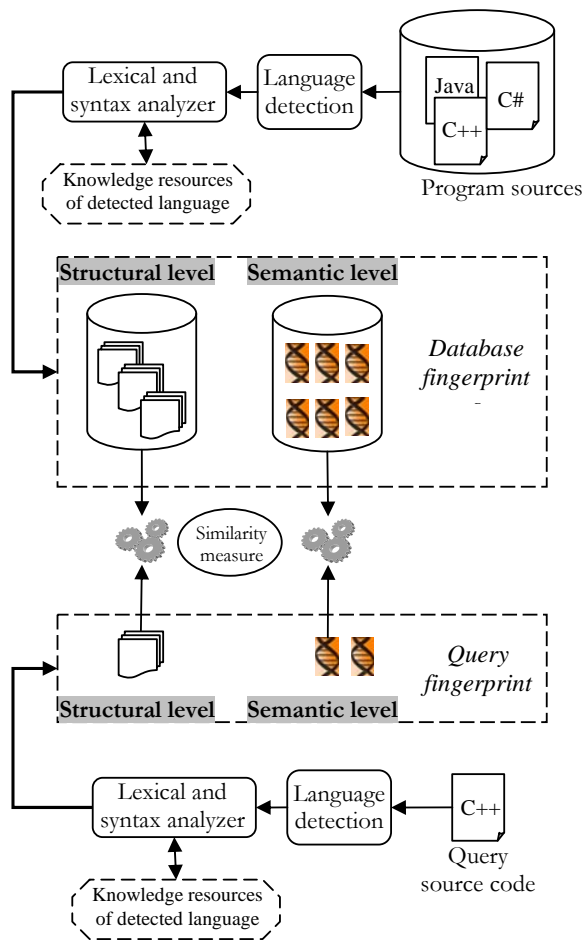 Lexical and
syntax analyzer
Language
detection
Java
C#
C++
Knowledge resources
of detected language
Program sources
Structural level
Semantic level
Database
fingerprint
-
Similarity
measure
Query
fingerprint
Structural level
Semantic level
Lexical and
syntax analyzer
Language
detection
C++
Query
source code
Knowledge resources
of detected language